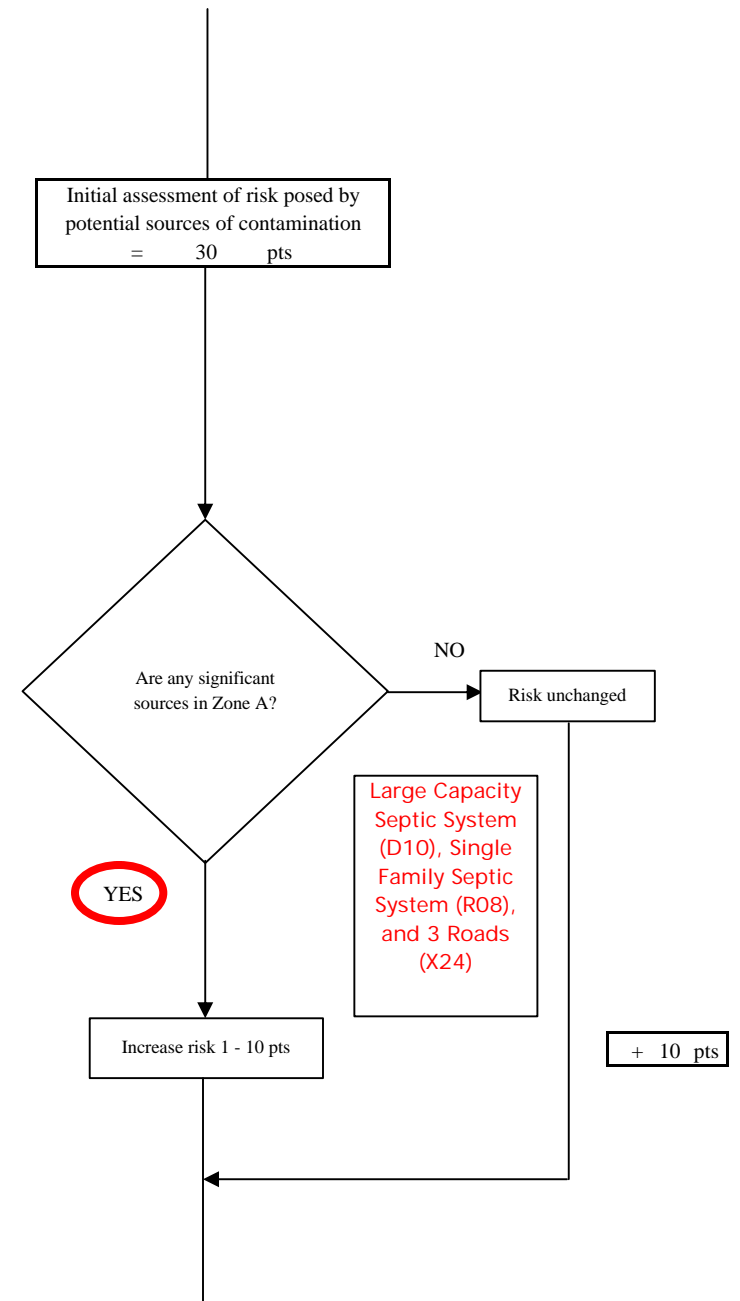 Initial assessment of risk posed by
potential sources of contamination
= 30 pts
Are any significant
sources in Zone A?
NO
Risk unchanged
Large Capacity
Septic System
(D10), Single
Family Septic
System (R08),
and 3 Roads
(X24)
YES
Increase risk 1 - 10 pts
+ 10 pts